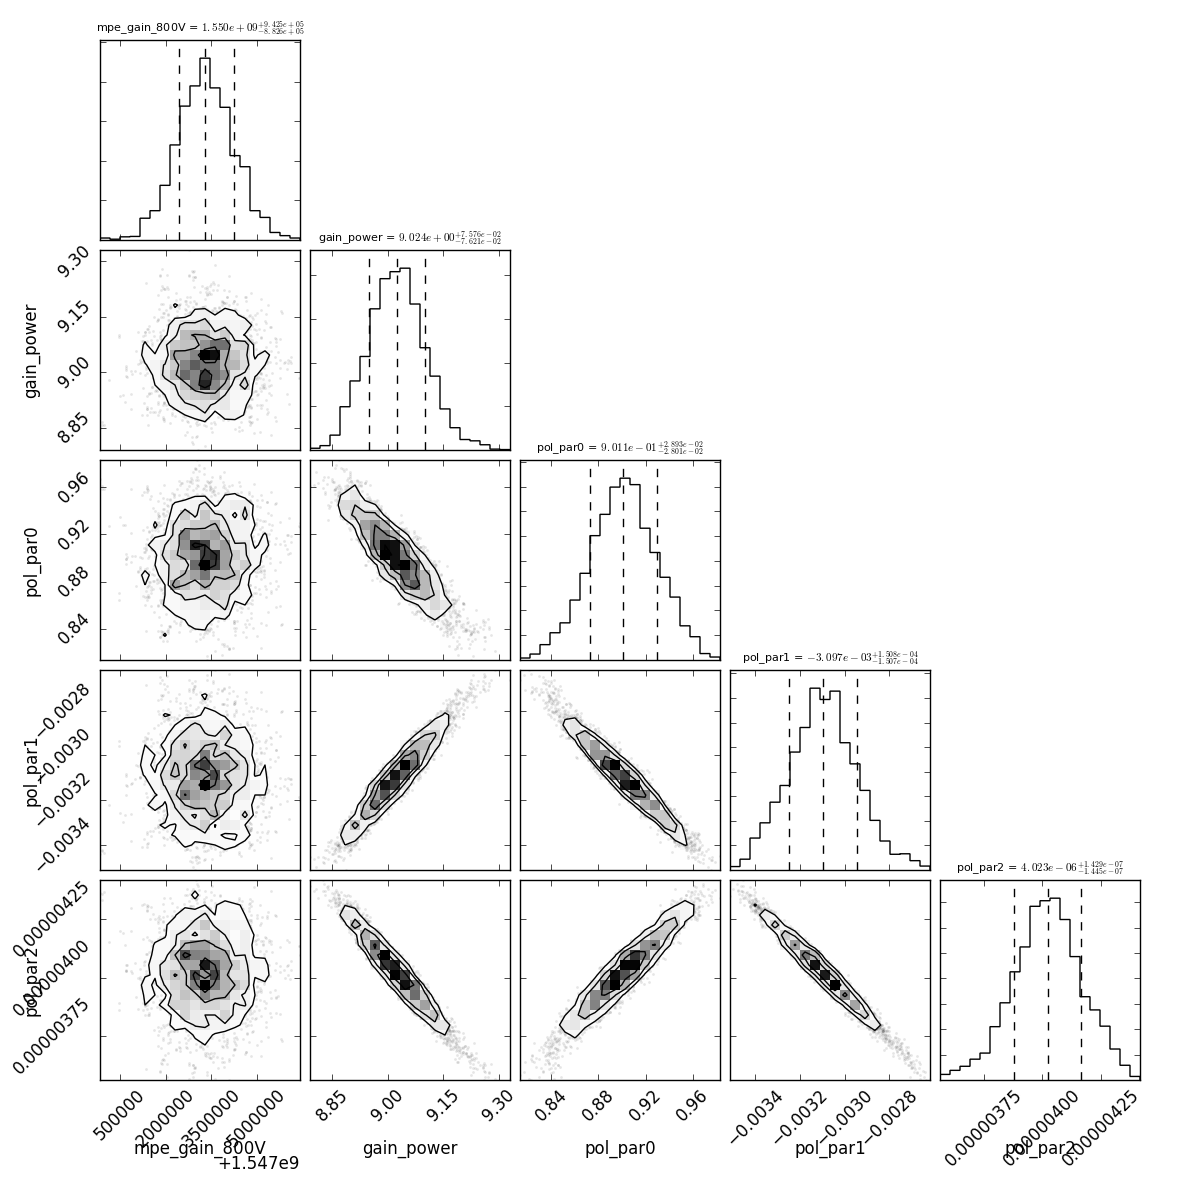 mpe_gain_800V = 1.550e + 09 +9.425e+05 −8.826e+05
gain_power = 9.024e + 00 +7.576e−02 −7.621e−02
9.30
9.15
9.00
8.85
gain_power
pol_par0 = 9.011e − 01 +2.893e−02 −2.801e−02
0.96
0.92
0.88
0.84
pol_par0
pol_par1 = −3.097e − 03 +1.508e−04 −1.507e−04
−0.0028
−0.0030
−0.0032
−0.0034
pol_par1
pol_par2 = 4.023e − 06 +1.429e−07 −1.445e−07
0.00000425
0.00000400
0.00000375
pol_par2
500000 2000000 3500000 5000000
8.85 9.00 9.15 9.30
0.84 0.88 0.92 0.96
−0.0034 −0.0032 −0.0030 −0.0028
0.00000375 0.00000400 0.00000425
mpe_gain_800V gain_power pol_par0 pol_par1 pol_par2
+1.547e9